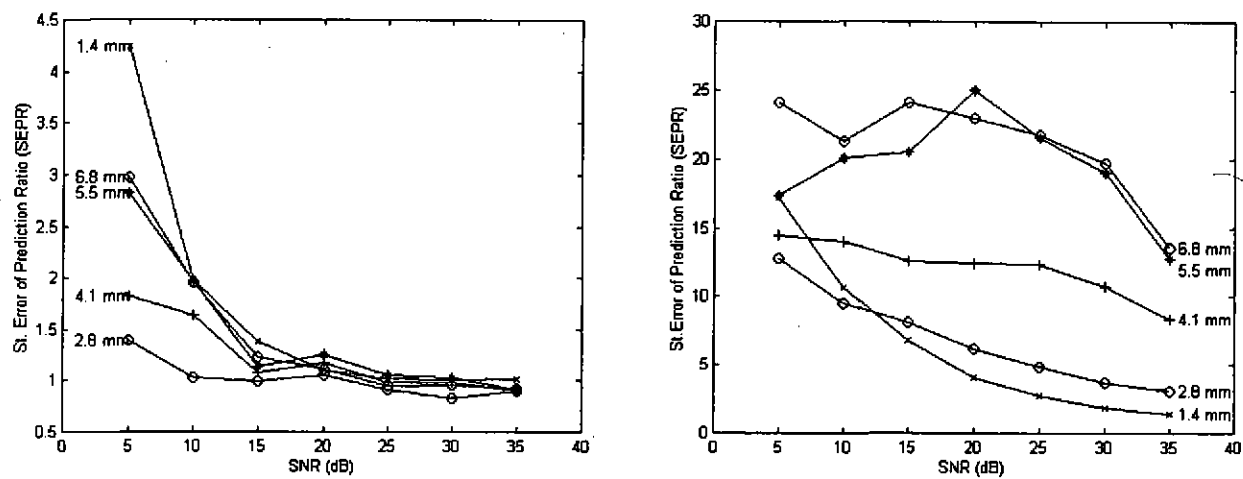 St. Error of Prediction Ratio (SEPR)
4.5
4
3.5
3
2.5
2
1.5
1
0.5
1.4 mm
6.8 mm
5.5 mm
4.1 mm
2.8 mm
0 5 10 15 20 25 30 35 40
SNR (dB)
St. Error of Prediction Ratio (SEPR)
30
25
20
15
10
5
0
6.8 mm
5.5 mm
4.1 mm
2.8 mm
1.4 mm
0 5 10 15 20 25 30 35 40
SNR (dB)